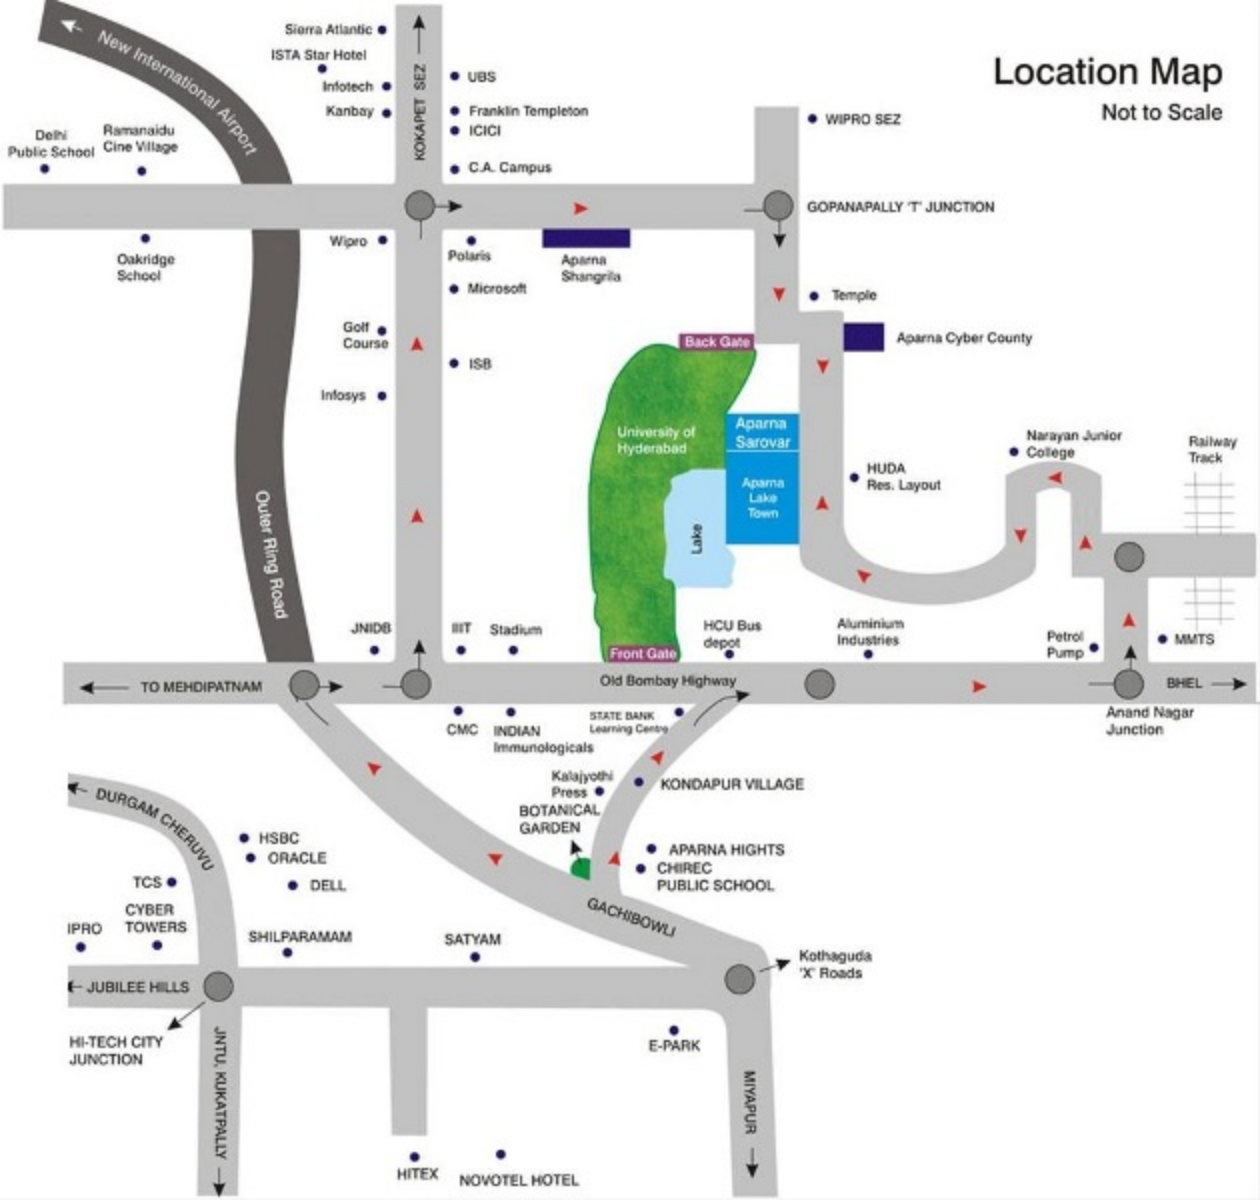 Location Map
Not to Scale
New International Airport
Sierra Atlantic
ISTA Star Hotel
Infotech
Kanbay
KOKAPET SEZ
UBS
Franklin Templeton
ICICI
C.A. Campus
WIPRO SEZ
Delhi
Public School
Ramanaidu
Cine Village
GOPANAPALLY 'T' JUNCTION
Oakridge
School
Wipro
Polaris
Aparna
Shangrila
Microsoft
Temple
Golf
Course
Back Gate
Aparna Cyber County
ISB
Infosys
University of
Hyderabad
Aparna
Sarovar
Narayan Junior
College
Railway
Track
HUDA
Res. Layout
Aparna
Lake
Town
Lake
Outer Ring Road
JNIDB
IIIT
Stadium
HCU Bus
depot
Aluminium
Industries
Petrol
Pump
MMTS
Front Gate
TO MEHDIPATNAM
Old Bombay Highway
BHEL
Anand Nagar
Junction
CMC
INDIAN
Immunologicals
STATE BANK
Learning Centre
Kalajyothi
Press
KONDAPUR VILLAGE
BOTANICAL
GARDEN
DURGAM CHERUVU
HSBC
ORACLE
DELL
TCS
APARNA HIGHTS
CHIREC
PUBLIC SCHOOL
CYBER
TOWERS
IPRO
GACHIBOWLI
SHILPARAMAM
SATYAM
Kothaguda
'X' Roads
JUBILEE HILLS
HI-TECH CITY
JUNCTION
JNTU, KUKATPALLY
E-PARK
MIYAPUR
HITEX
NOVOTEL HOTEL